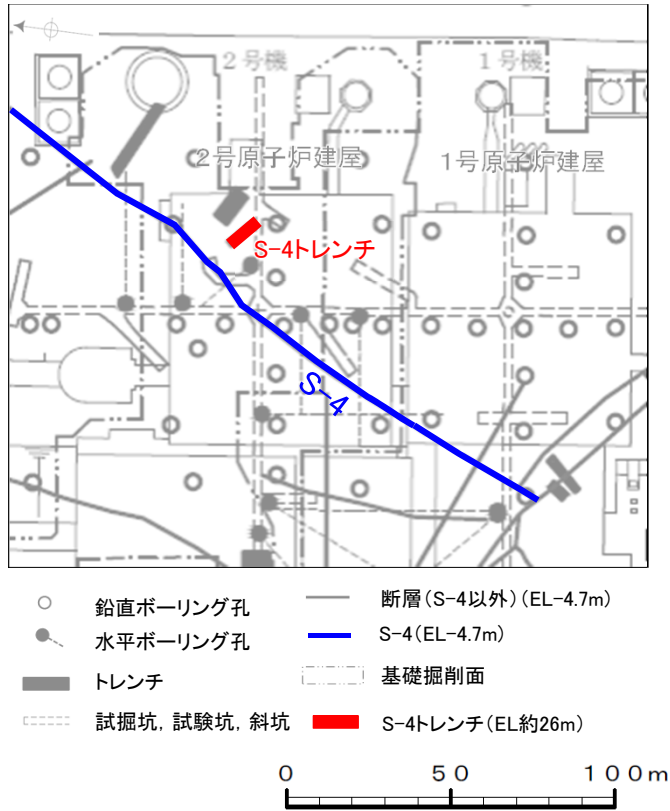 2号機
1号機
2号原子炉建屋
1号原子炉建屋
S-4トレンチ
S-4
鉛直ボーリング孔
断層(S-4以外)(EL-4.7m)
水平ボーリング孔
S-4(EL-4.7m)
トレンチ
基礎掘削面
試掘坑, 試験坑, 斜坑
S-4トレンチ(EL約26m)
0 50 100m